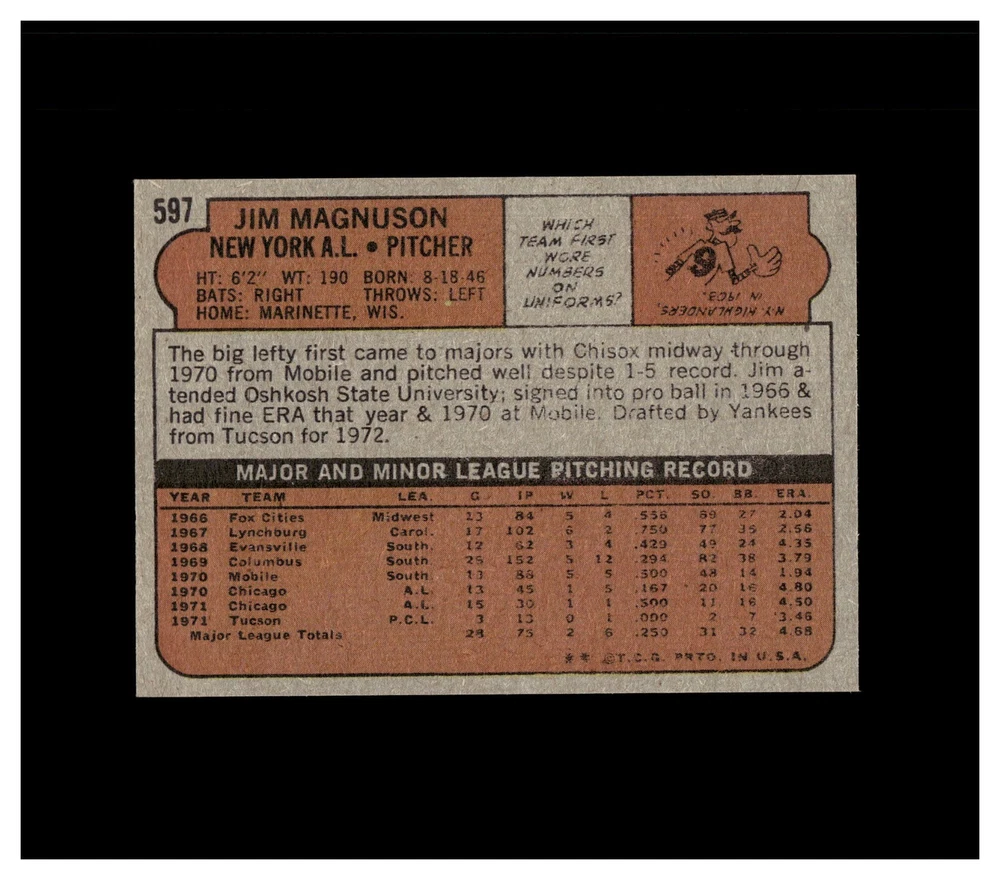 597
JIM MAGNUSON
NEW YORK A.L. • PITCHER
HT: 6'2" WT: 190 BORN: 8-18-46
BATS: RIGHT THROWS: LEFT
HOME: MARINETTE, WIS.
WHICH
TEAM FIRST
WORE
NUMBERS
ON
UNIFORMS?
9
N.Y. HIGHLANDERS,
IN 1903.
The big lefty first came to majors with Chisox midway through
1970 from Mobile and pitched well despite 1-5 record. Jim a-
tended Oshkosh State University; signed into pro ball in 1966 &
had fine ERA that year & 1970 at Mobile. Drafted by Yankees
from Tucson for 1972.
MAJOR AND MINOR LEAGUE PITCHING RECORD
YEAR TEAM LEA. G IP W L PCT. SO. BB. ERA.
1966 Fox Cities Midwest 13 84 5 4 .556 89 27 2.04
1967 Lynchburg Carol. 17 102 6 2 .750 77 35 2.56
1968 Evansville South. 12 62 3 4 .429 49 24 4.35
1969 Columbus South. 25 152 5 12 .294 82 38 3.79
1970 Mobile South. 13 88 5 5 .500 48 14 1.94
1970 Chicago A.L. 13 45 1 5 .167 20 16 4.80
1971 Chicago A.L. 15 30 1 1 .500 11 16 4.50
1971 Tucson P.C.L. 3 13 0 1 .000 2 7 3.46
Major League Totals 28 75 2 6 .250 31 32 4.68
* * © T.C.G. PRTD. IN U.S.A.